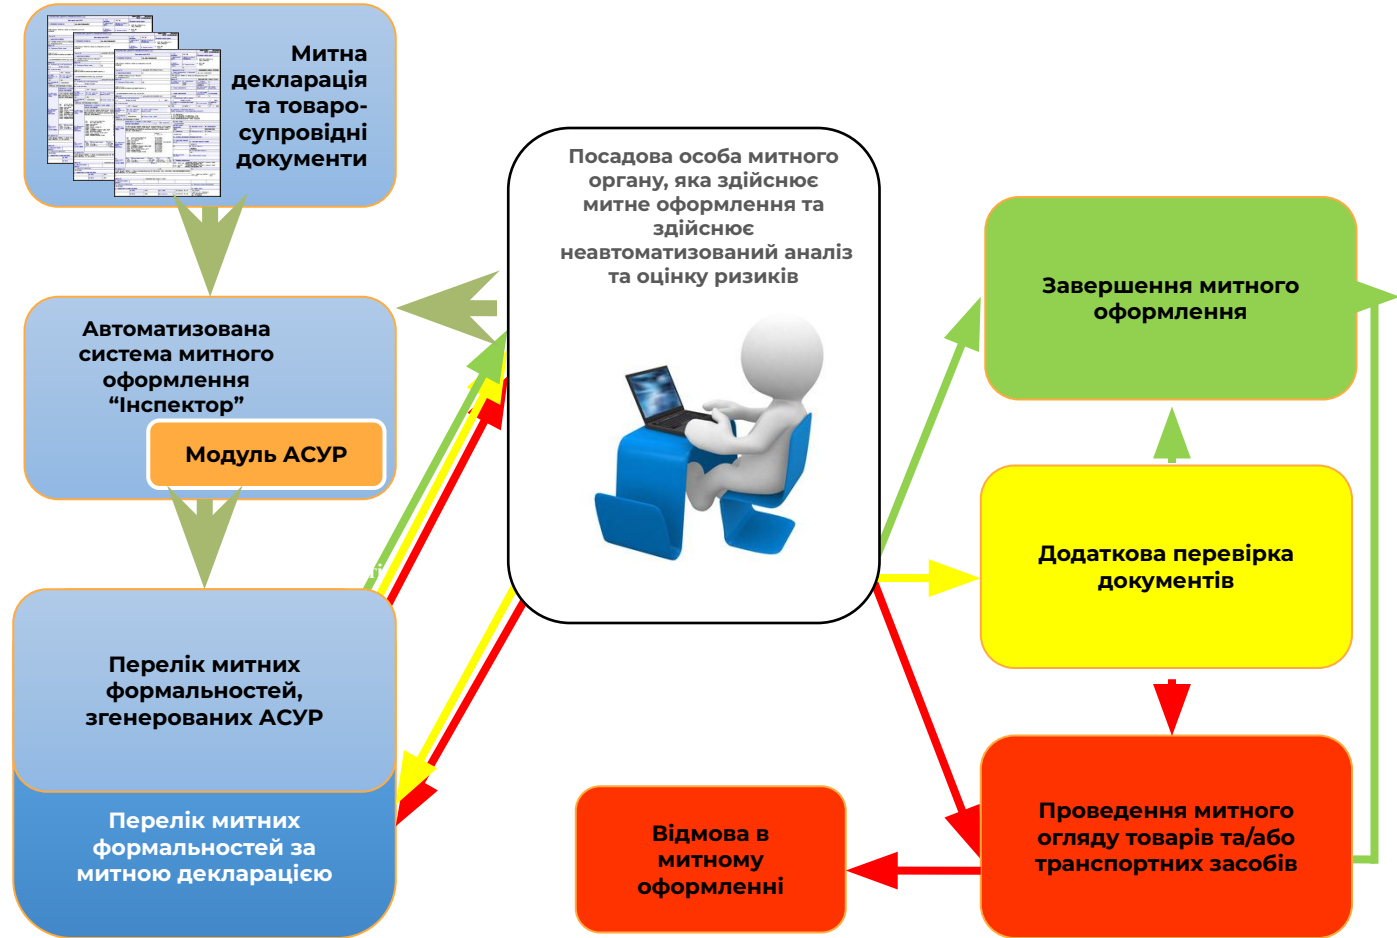 Митна
декларація
та товаро-
супровідні
документи
Посадова особа митного
органу, яка здійснює
митне оформлення та
здійснює
неавтоматизований аналіз
та оцінку ризиків
Завершення митного
оформлення
Автоматизована
система митного
оформлення
“Інспектор”
Модуль АСУР
Додаткова перевірка
документів
Перелік митних
формальностей,
згенерованих АСУР
Перелік митних
формальностей за
митною декларацією
Відмова в
митному
оформленні
Проведення митного
огляду товарів та/або
транспортних засобів